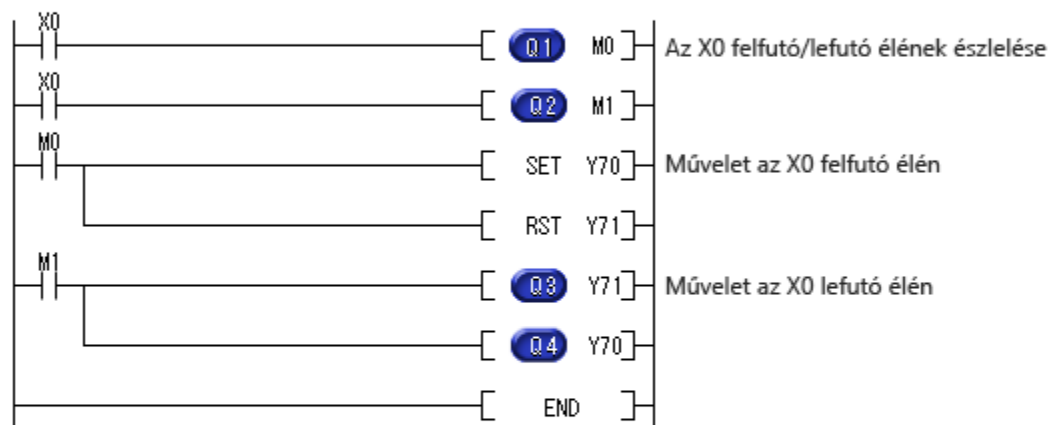 X0
Q1 M0 Az X0 felfutó/lefutó élének észlelése
X0
Q2 M1
M0
SET Y70 Művelet az X0 felfutó élén
RST Y71
M1
Q3 Y71 Művelet az X0 lefutó élén
Q4 Y70
END